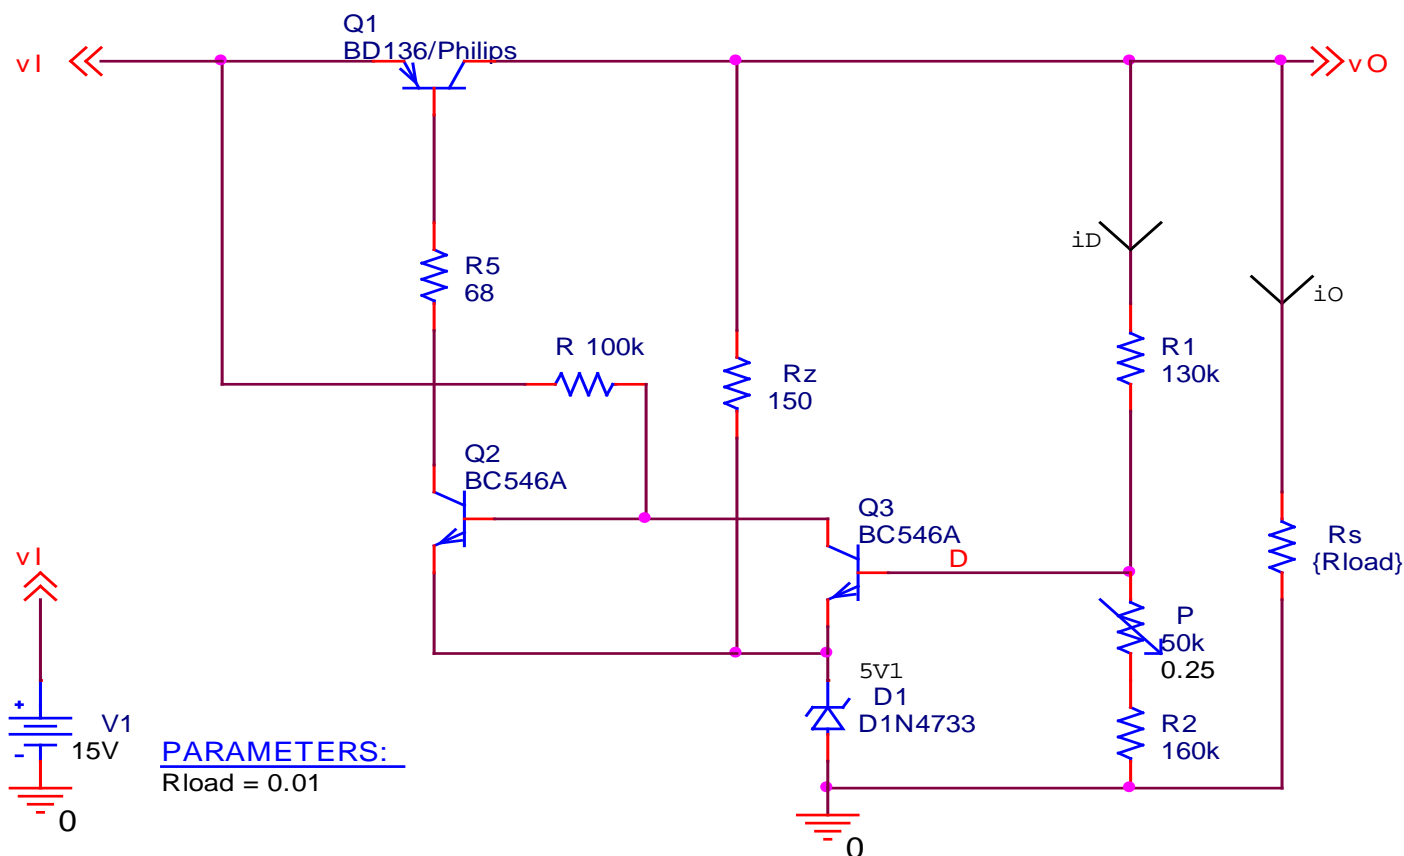 Q1
BD136/Philips
vI
vO
iD
iO
R5
68
R 100k
Rz
150
R1
130k
Q2
BC546A
Q3
BC546A
D
Rs
{Rload}
vI
P
50k
0.25
5V1
D1
D1N4733
R2
160k
+
V1
15V
-
PARAMETERS:
Rload = 0.01
0
0